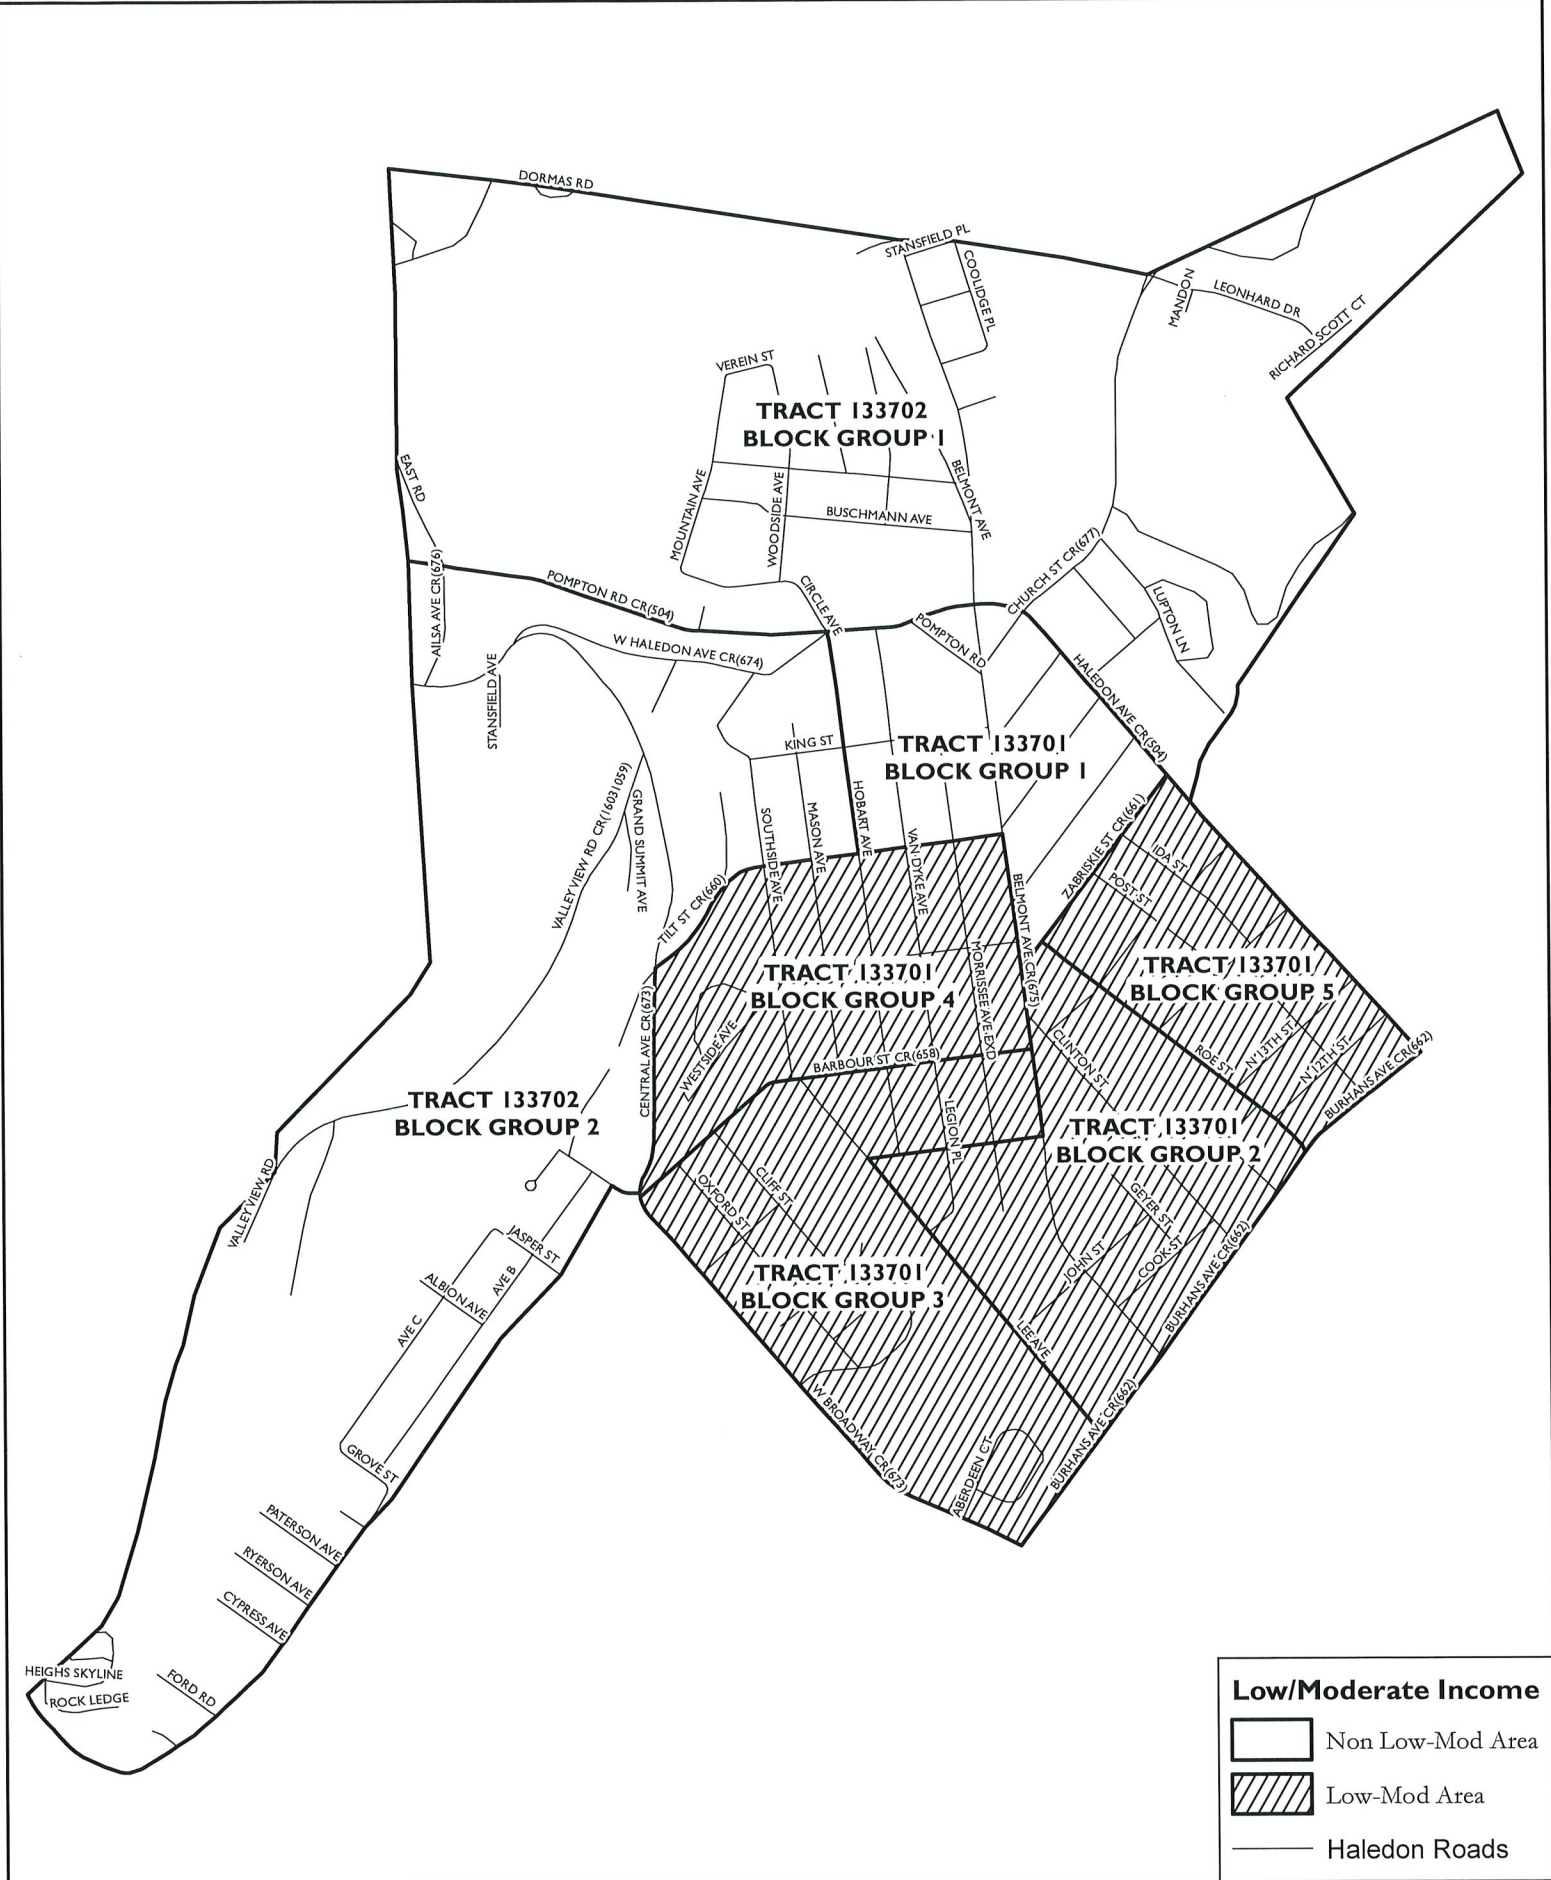 DORMAS RD
STANSFIELD PL
COOLIDGE PL
MANDON
LEONHARD DR
RICHARD SCOTT CT
VEREIN ST
TRACT 133702
BLOCK GROUP 1
EAST RD
MOUNTAIN AVE
WOODSIDE AVE
BUSCHMANN AVE
BELMONT AVE
AILSA AVE CR(676)
POMPTON RD CR(504)
CIRCLE AVE
CHURCH ST CR(677)
LUPTON LN
W HALEDON AVE CR(674)
POMPTON RD
STANSFIELD AVE
HALEDON AVE CR(504)
KING ST
TRACT 133701
BLOCK GROUP 1
VALLEY VIEW RD CR(16031059)
GRAND SUMMIT AVE
SOUTHSIDE AVE
MASON AVE
HOBART AVE
VAN DYKE AVE
ZABRISKIE ST CR(661)
IDA ST
POST ST
TILT ST CR(660)
BELMONT AVE CR(675)
MORRISSEE AVE EXD
TRACT 133701
BLOCK GROUP 4
TRACT 133701
BLOCK GROUP 5
CENTRAL AVE CR(673)
WESTSIDE AVE
BARBOUR ST CR(658)
CLINTON ST
ROE ST
N 13TH ST
N 12TH ST
BURHANS AVE CR(662)
TRACT 133702
BLOCK GROUP 2
LEGION PL
TRACT 133701
BLOCK GROUP 2
VALLEY VIEW RD
OXFORD ST
CLIFF ST
GEYER ST
COOK ST
JOHN ST
BURHANS AVE CR(662)
JASPER ST
AVE B
ALBION AVE
AVE C
TRACT 133701
BLOCK GROUP 3
LEE AVE
W BROADWAY CR(673)
BURHANS AVE CR(662)
ABERDEEN CT
GROVE ST
PATERSON AVE
RYERSON AVE
CYPRESS AVE
FORD RD
HEIGHS SKYLINE
ROCK LEDGE
Low/Moderate Income
Non Low-Mod Area
Low-Mod Area
Haledon Roads